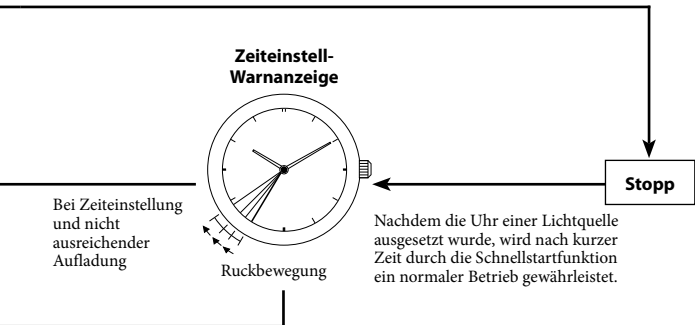 Zeiteinstell-
Warnanzeige
Stopp
Bei Zeiteinstellung
und nicht
ausreichender
Aufladung
Ruckbewegung
Nachdem die Uhr einer Lichtquelle
ausgesetzt wurde, wird nach kurzer
Zeit durch die Schnellstartfunktion
ein normaler Betrieb gewährleistet.